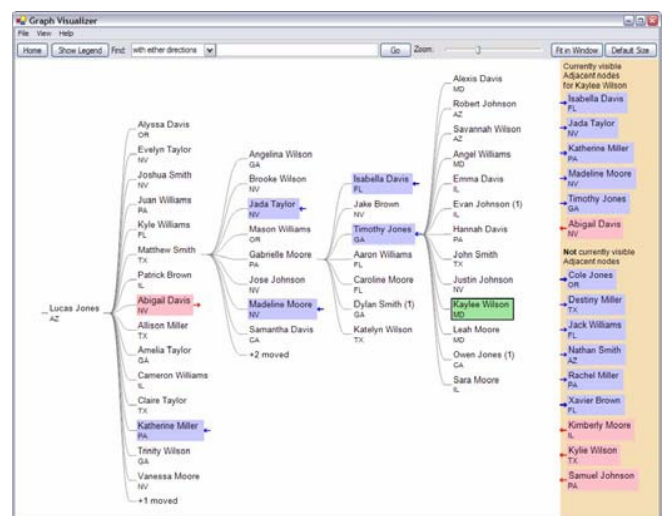 Graph Visualizer
File View Help
Home Show Legend Find: with either directions Go Zoom: Fit in Window Default Size
Lucas Jones
AZ
Alyssa Davis
OR
Evelyn Taylor
NV
Joshua Smith
NV
Juan Williams
PA
Kyle Williams
FL
Matthew Smith
TX
Patrick Brown
IL
Abigail Davis
NV
Allison Miller
TX
Amelia Taylor
GA
Cameron Williams
IL
Claire Taylor
TX
Katherine Miller
PA
Trinity Wilson
GA
Vanessa Moore
NV
+1 moved
Angelina Wilson
GA
Brooke Wilson
NV
Jada Taylor
NV
Mason Williams
OR
Gabrielle Moore
PA
Jose Johnson
NV
Madeline Moore
NV
Samantha Davis
CA
+2 moved
Isabella Davis
FL
Jake Brown
NV
Timothy Jones
GA
Aaron Williams
FL
Caroline Moore
FL
Dylan Smith (1)
GA
Katelyn Wilson
TX
Alexis Davis
MD
Robert Johnson
AZ
Savannah Wilson
AZ
Angel Williams
MD
Emma Davis
IL
Evan Johnson (1)
IL
Hannah Davis
PA
John Smith
TX
Justin Johnson
NV
Kaylee Wilson
MD
Leah Moore
MD
Owen Jones (1)
CA
Sara Moore
IL
Currently visible
Adjacent nodes
for Kaylee Wilson
Isabella Davis
FL
Jada Taylor
NV
Katherine Miller
PA
Madeline Moore
NV
Timothy Jones
GA
Abigail Davis
NV
Not currently visible
Adjacent nodes
Cole Jones
OR
Destiny Miller
TX
Jack Williams
FL
Nathan Smith
AZ
Rachel Miller
PA
Xavier Brown
FL
Kimberly Moore
IL
Kylie Wilson
TX
Samuel Johnson
PA